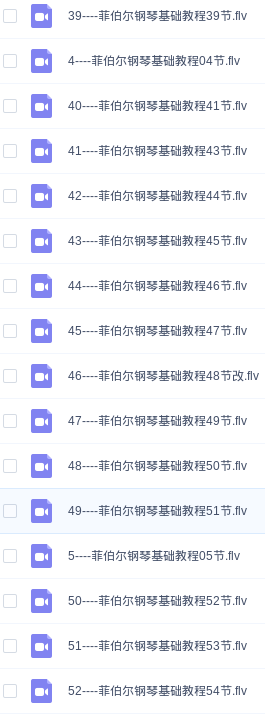 39----菲伯尔钢琴基础教程39节.flv
4----菲伯尔钢琴基础教程04节.flv
40----菲伯尔钢琴基础教程41节.flv
41----菲伯尔钢琴基础教程43节.flv
42----菲伯尔钢琴基础教程44节.flv
43----菲伯尔钢琴基础教程45节.flv
44----菲伯尔钢琴基础教程46节.flv
45----菲伯尔钢琴基础教程47节.flv
46----菲伯尔钢琴基础教程48节改.flv
47----菲伯尔钢琴基础教程49节.flv
48----菲伯尔钢琴基础教程50节.flv
49----菲伯尔钢琴基础教程51节.flv
5----菲伯尔钢琴基础教程05节.flv
50----菲伯尔钢琴基础教程52节.flv
51----菲伯尔钢琴基础教程53节.flv
52----菲伯尔钢琴基础教程54节.flv